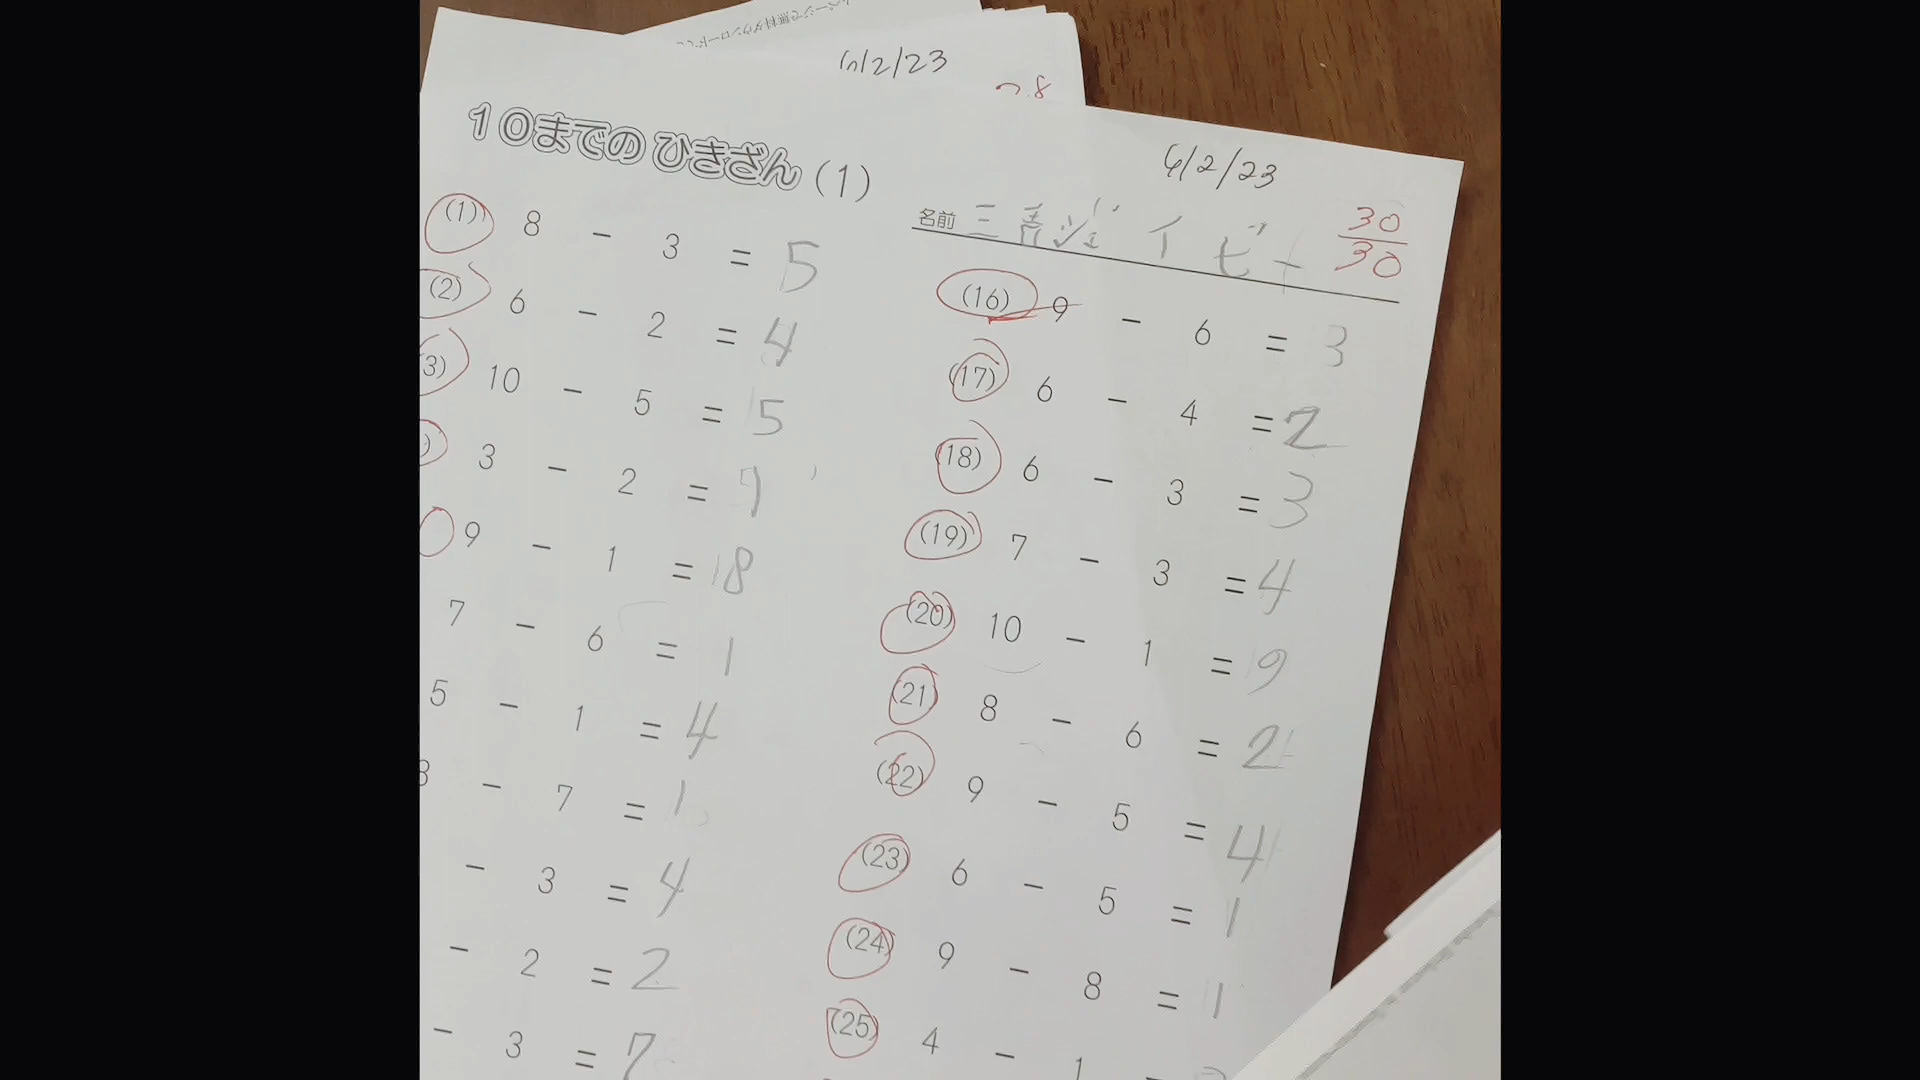 6/2/23
10までの ひきざん (1)
6/2/23
名前
30/30
(1) 8 - 3 = 5
(2) 6 - 2 = 4
3) 10 - 5 = 5
) 3 - 2 = 1
9 - 1 = 8
7 - 6 = 1
5 - 1 = 4
8 - 7 = 1
- 3 = 4
- 2 = 2
- 3 = 7
(16) 9 - 6 = 3
(17) 6 - 4 = 2
(18) 6 - 3 = 3
(19) 7 - 3 = 4
(20) 10 - 1 = 9
(21) 8 - 6 = 2
(22) 9 - 5 = 4
(23) 6 - 5 = 1
(24) 9 - 8 = 1
(25) 4 - 1